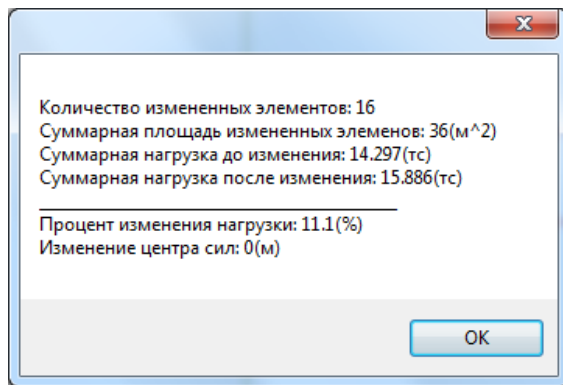 Количество измененных элементов: 16
Суммарная площадь измененных элеменов: 36(м^2)
Суммарная нагрузка до изменения: 14.297(тс)
Суммарная нагрузка после изменения: 15.886(тс)
Процент изменения нагрузки: 11.1(%)
Изменение центра сил: 0(м)
OK